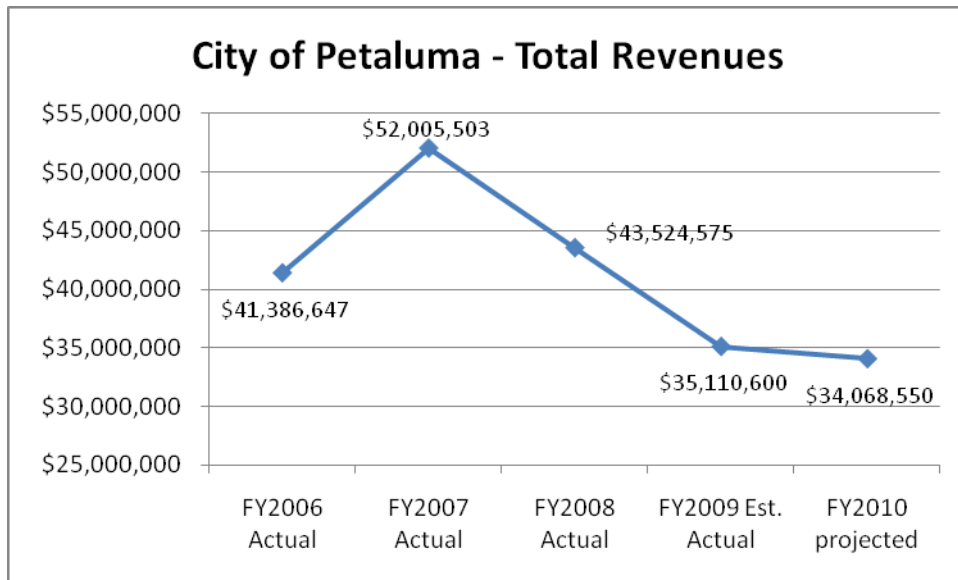 City of Petaluma - Total Revenues
$55,000,000
$50,000,000
$45,000,000
$40,000,000
$35,000,000
$30,000,000
$25,000,000
$41,386,647
$52,005,503
$43,524,575
$35,110,600
$34,068,550
FY2006
Actual
FY2007
Actual
FY2008
Actual
FY2009 Est.
Actual
FY2010
projected